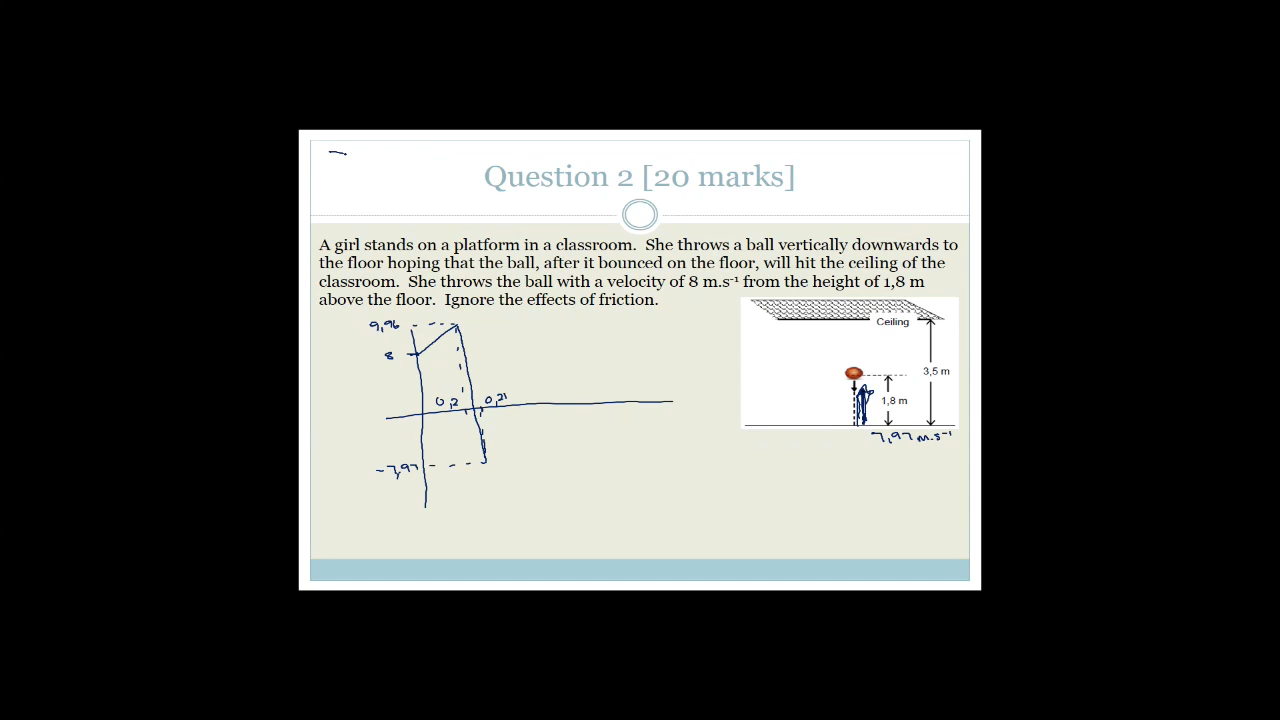 Question 2 [20 marks]
A girl stands on a platform in a classroom. She throws a ball vertically downwards to
the floor hoping that the ball, after it bounced on the floor, will hit the ceiling of the
classroom. She throws the ball with a velocity of 8 m.s⁻¹ from the height of 1,8 m
above the floor. Ignore the effects of friction.
Ceiling
3,5 m
1,8 m
7,97 m.s⁻¹
9,96
8
0,2 0,21
-7,97